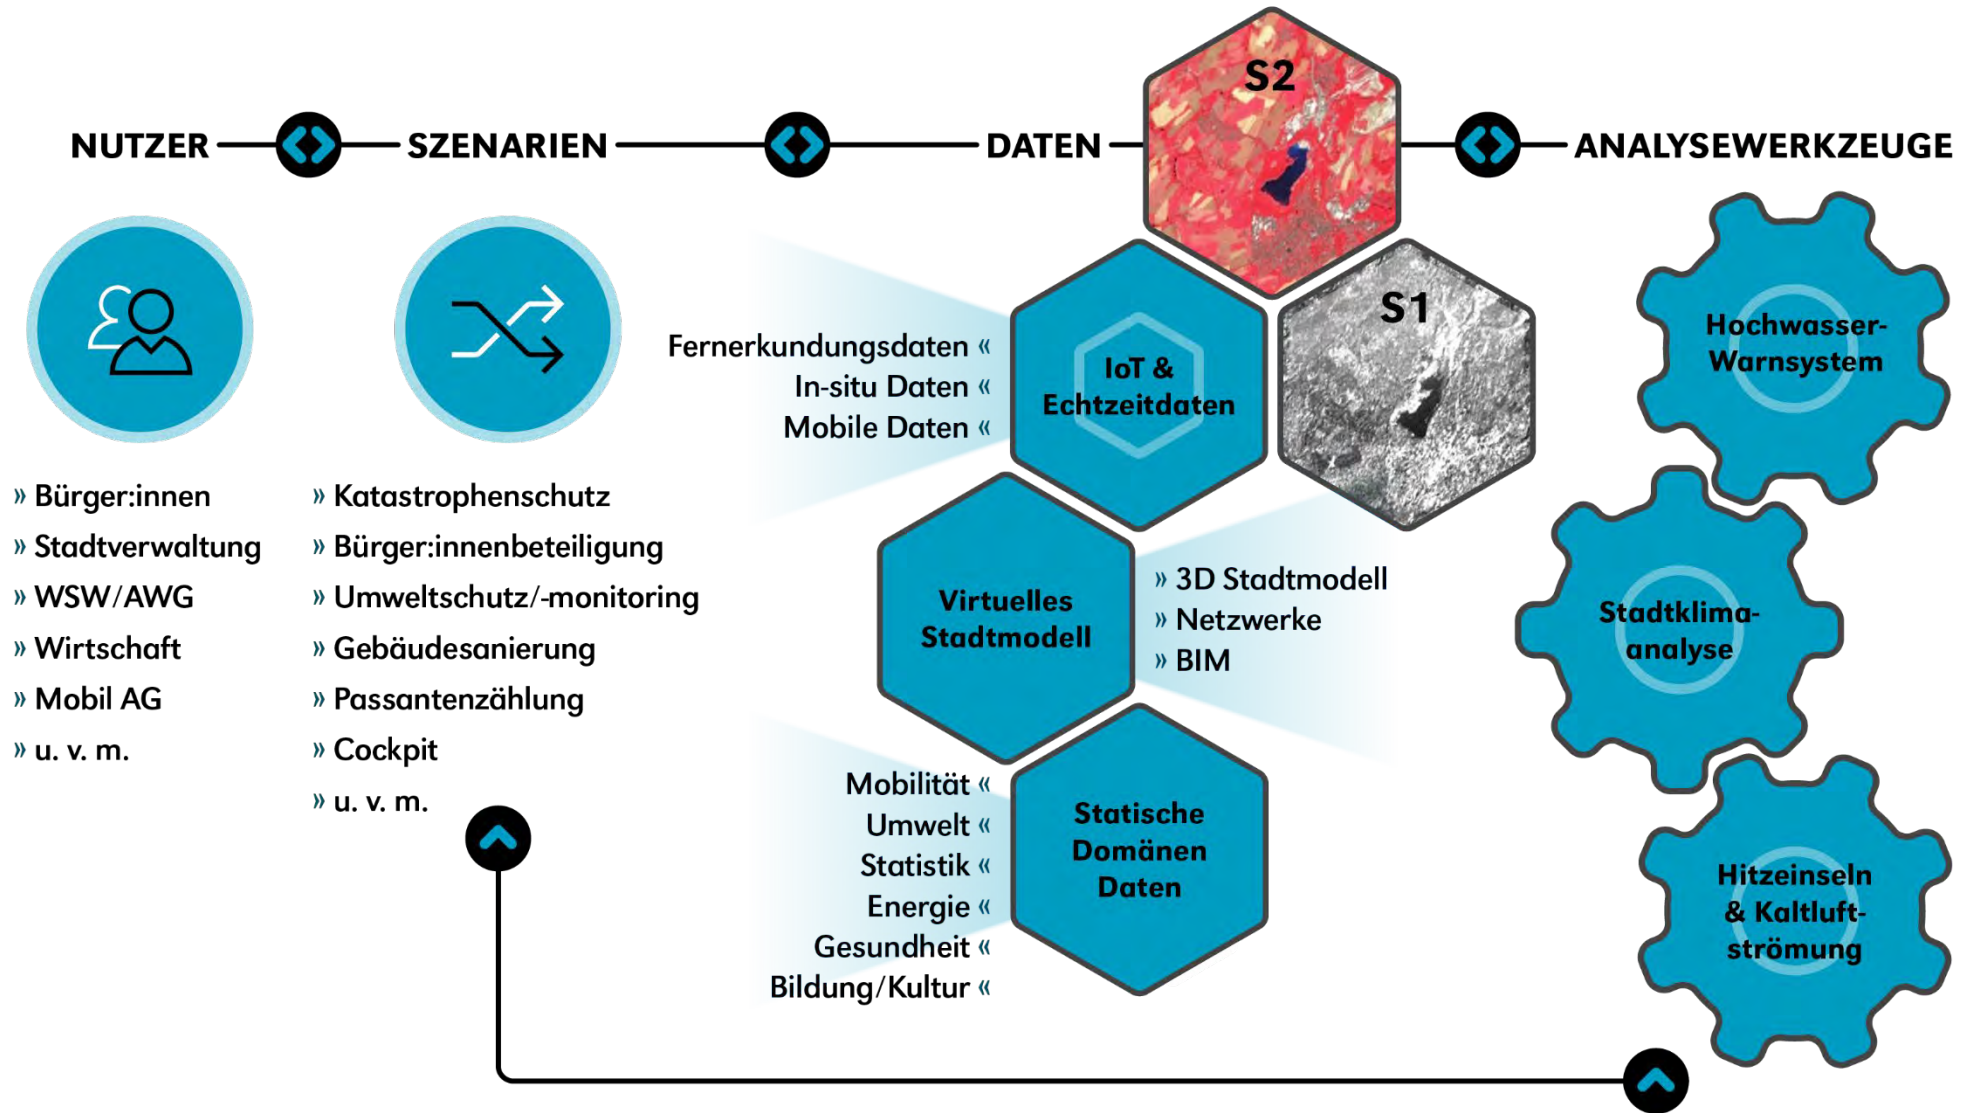 NUTZER
SZENARIEN
DATEN
ANALYSEWERKZEUGE
» Bürger:innen
» Stadtverwaltung
» WSW/AWG
» Wirtschaft
» Mobil AG
» u. v. m.
» Katastrophenschutz
» Bürger:innenbeteiligung
» Umweltschutz/-monitoring
» Gebäudesanierung
» Passantenzählung
» Cockpit
» u. v. m.
S2
S1
Fernerkundungsdaten «
In-situ Daten «
Mobile Daten «
IoT &
Echtzeitdaten
Virtuelles
Stadtmodell
» 3D Stadtmodell
» Netzwerke
» BIM
Mobilität «
Umwelt «
Statistik «
Energie «
Gesundheit «
Bildung/Kultur «
Statische
Domänen
Daten
Hochwasser-
Warnsystem
Stadtklima-
analyse
Hitzeinseln
& Kaltluft-
strömung